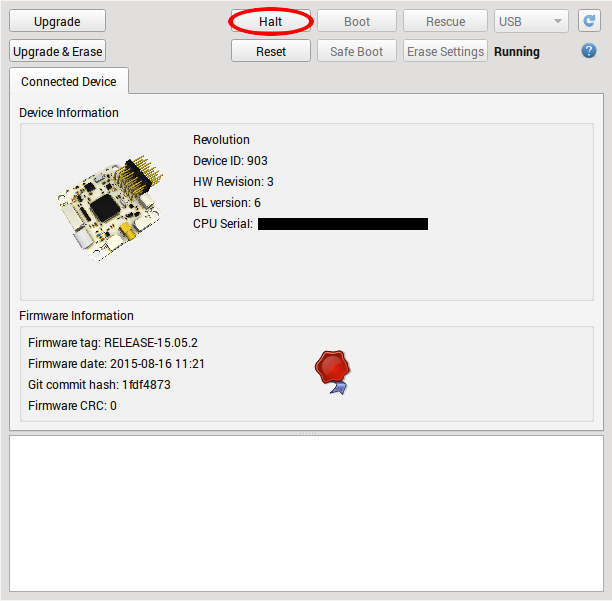 Upgrade Halt Boot Rescue USB
Upgrade & Erase Reset Safe Boot Erase Settings Running ?
Connected Device
Device Information
Revolution
Device ID: 903
HW Revision: 3
BL version: 6
CPU Serial:
Firmware Information
Firmware tag: RELEASE-15.05.2
Firmware date: 2015-08-16 11:21
Git commit hash: 1fdf4873
Firmware CRC: 0